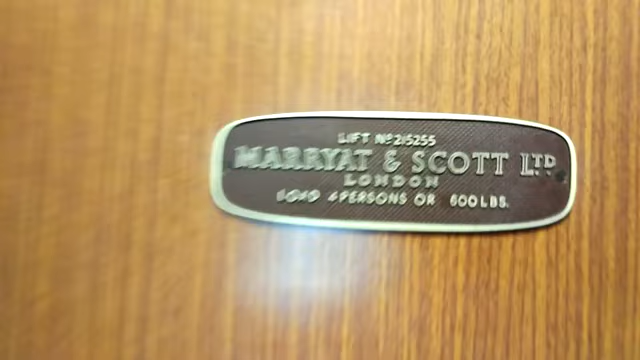 LIFT Nº 215255
MARRYAT & SCOTT LTD
LONDON
LOAD 4 PERSONS OR 600 LBS.